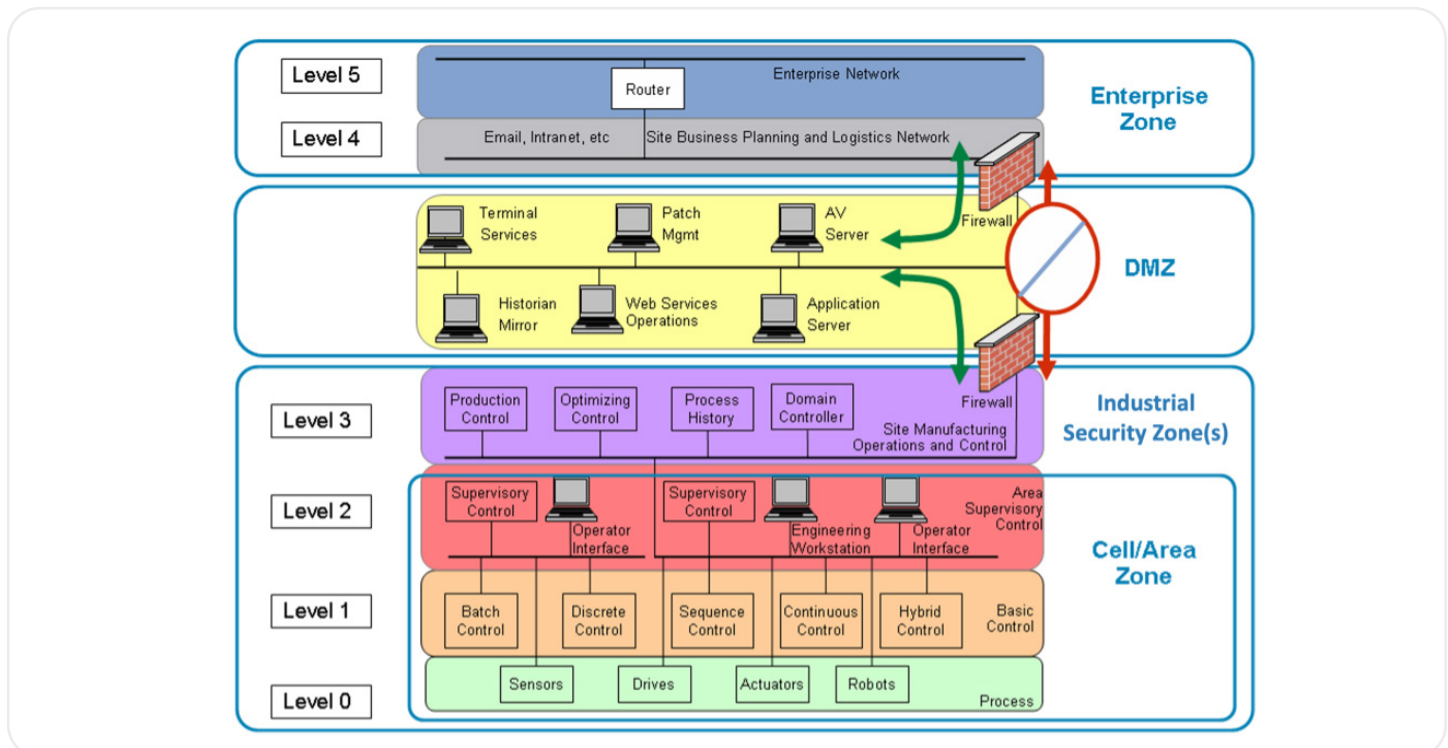 Level 5
Enterprise Network
Router
Enterprise
Zone
Level 4
Email, Intranet, etc
Site Business Planning and Logistics Network
Terminal
Services
Patch
Mgmt
AV
Server
Firewall
DMZ
Historian
Mirror
Web Services
Operations
Application
Server
Level 3
Production
Control
Optimizing
Control
Process
History
Domain
Controller
Firewall
Site Manufacturing
Operations and Control
Industrial
Security Zone(s)
Level 2
Supervisory
Control
Operator
Interface
Supervisory
Control
Engineering
Workstation
Operator
Interface
Area
Supervisory
Control
Cell/Area
Zone
Level 1
Batch
Control
Discrete
Control
Sequence
Control
Continuous
Control
Hybrid
Control
Basic
Control
Level 0
Sensors
Drives
Actuators
Robots
Process